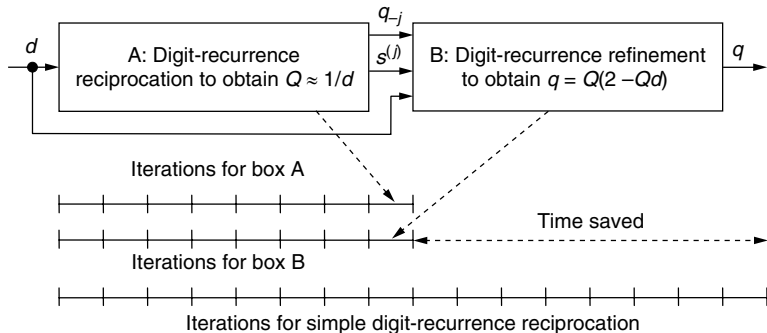 d
A: Digit-recurrence
reciprocation to obtain Q ≈ 1/d
q₋ⱼ
s⁽ʲ⁾
B: Digit-recurrence refinement
to obtain q = Q(2 – Qd)
q
Iterations for box A
Time saved
Iterations for box B
Iterations for simple digit-recurrence reciprocation